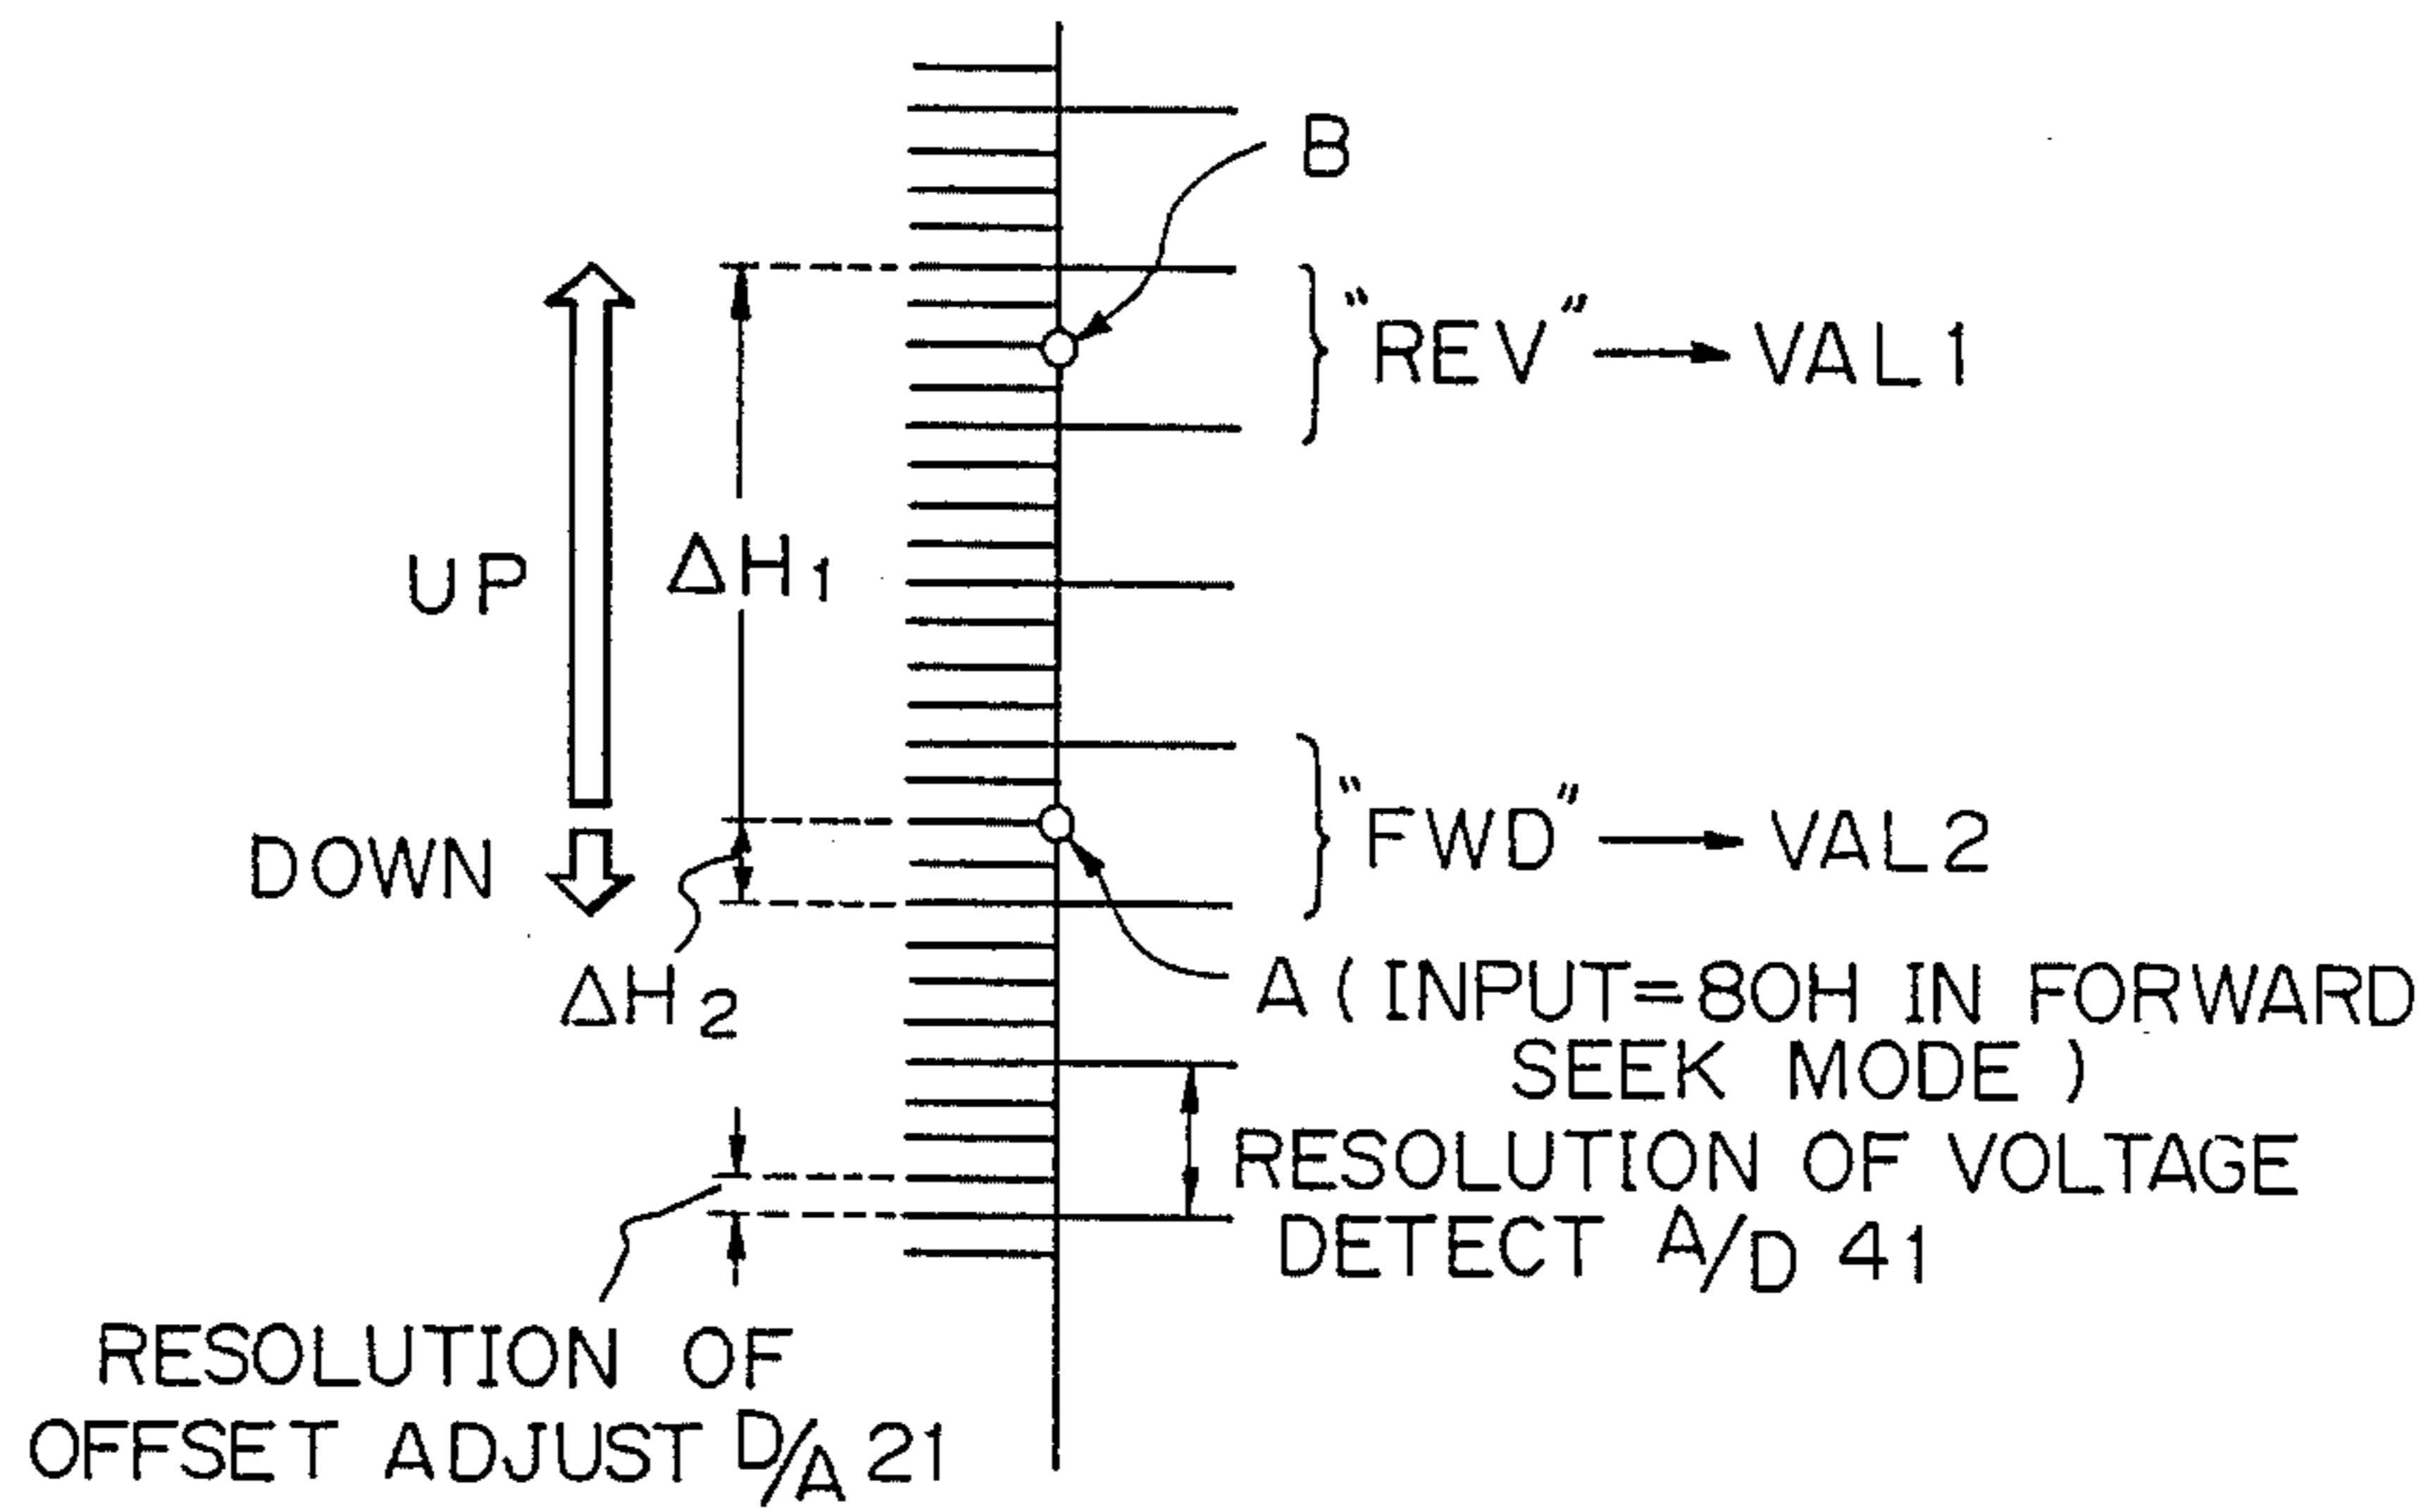 B
"REV" → VAL1
UP
ΔH1
DOWN
"FWD" → VAL2
ΔH2
A (INPUT=80H IN FORWARD
SEEK MODE)
RESOLUTION OF VOLTAGE
DETECT A/D 41
RESOLUTION OF
OFFSET ADJUST D/A 21